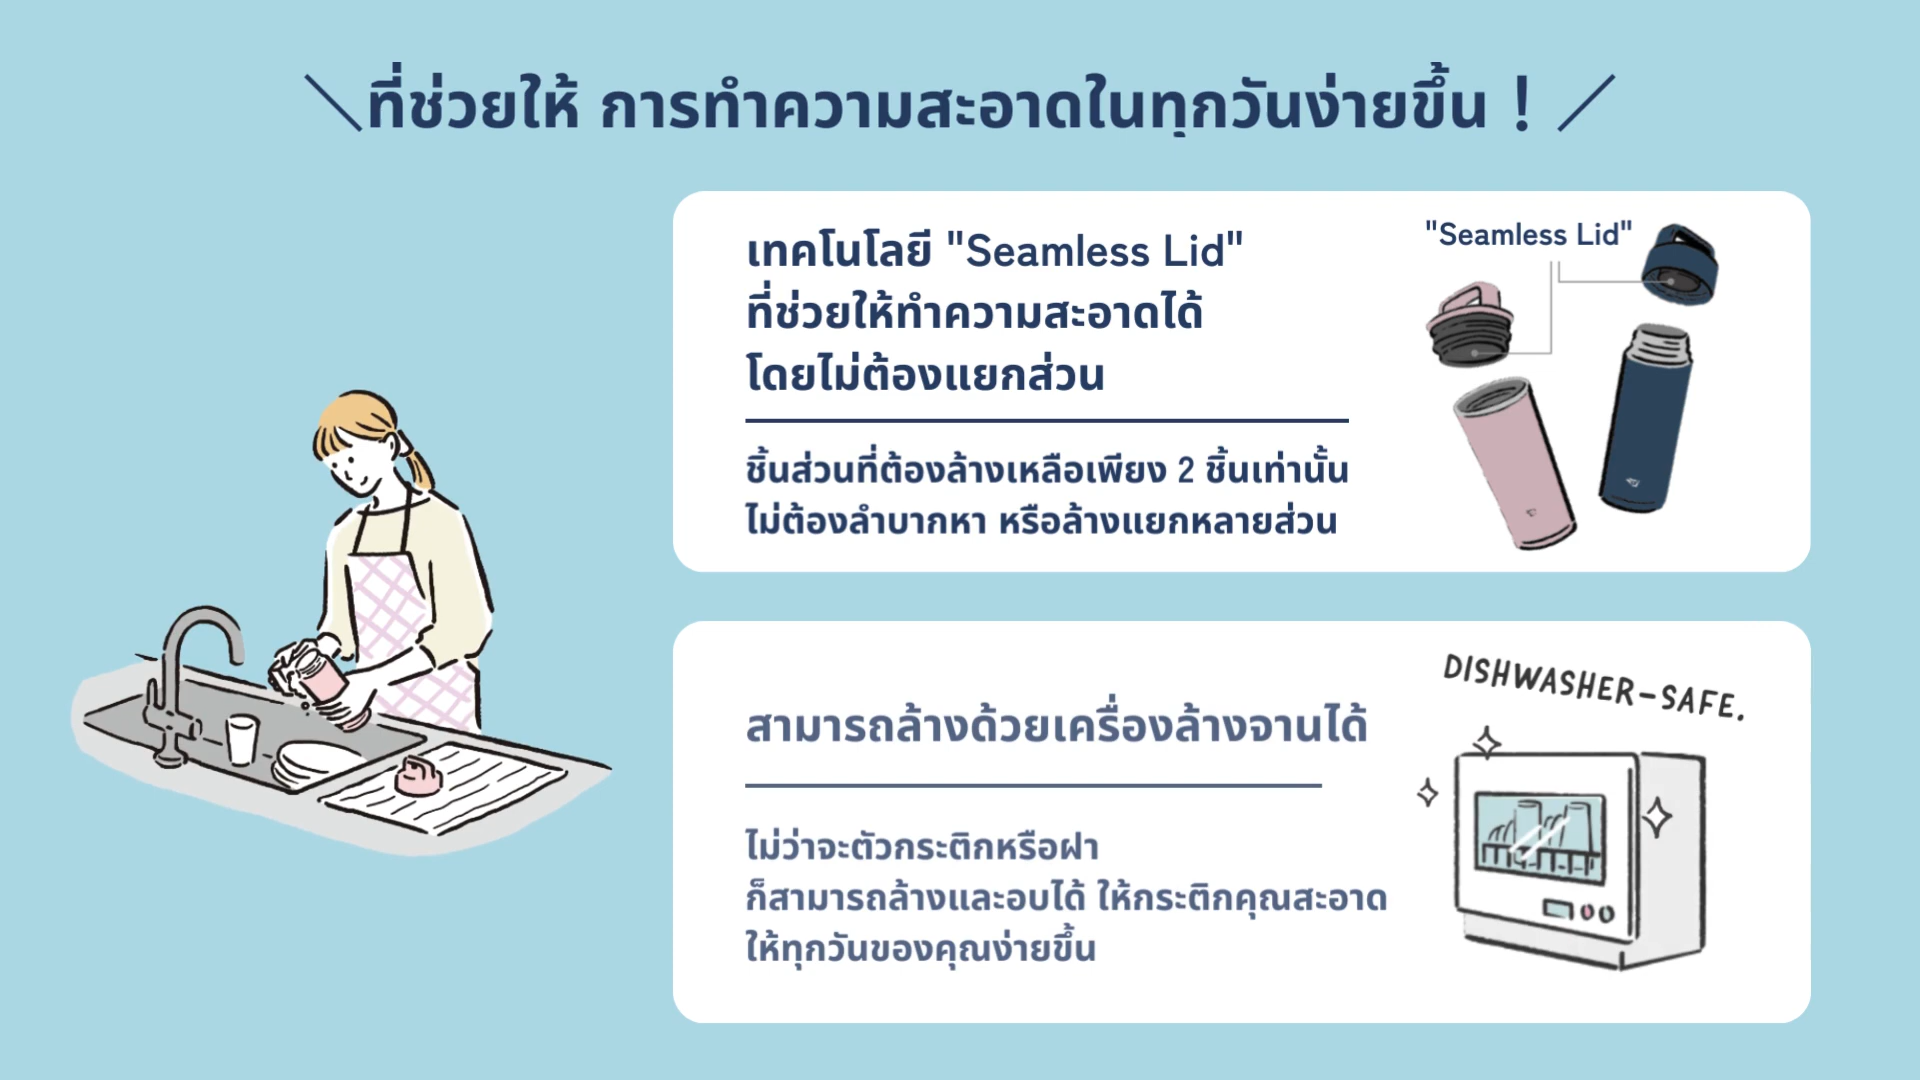 ＼ที่ช่วยให้ การทำความสะอาดในทุกวันง่ายขึ้น ! ／
เทคโนโลยี "Seamless Lid"
ที่ช่วยให้ทำความสะอาดได้
โดยไม่ต้องแยกส่วน
ชิ้นส่วนที่ต้องล้างเหลือเพียง 2 ชิ้นเท่านั้น
ไม่ต้องลำบากหา หรือล้างแยกหลายส่วน
"Seamless Lid"
สามารถล้างด้วยเครื่องล้างจานได้
ไม่ว่าจะตัวกระติกหรือฝา
ก็สามารถล้างและอบได้ ให้กระติกคุณสะอาด
ให้ทุกวันของคุณง่ายขึ้น
DISHWASHER-SAFE.